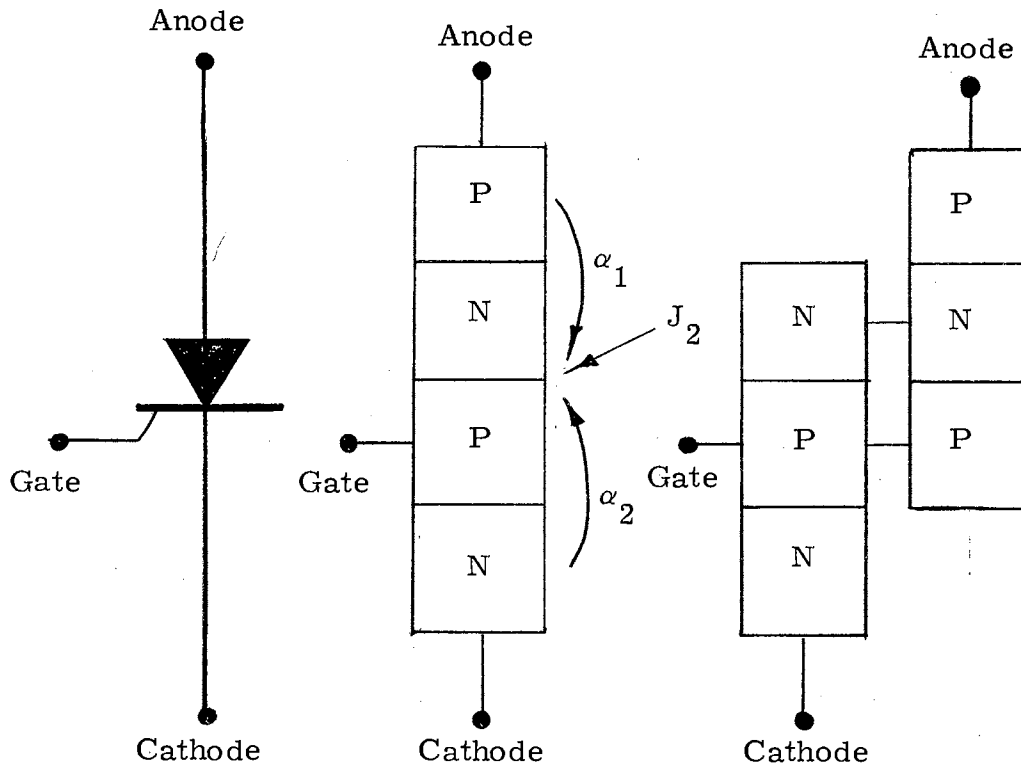 Anode
Gate
Cathode
Anode
P
N
P
N
α1
J2
α2
Gate
Cathode
Anode
P
N
P
N
P
N
Gate
Cathode